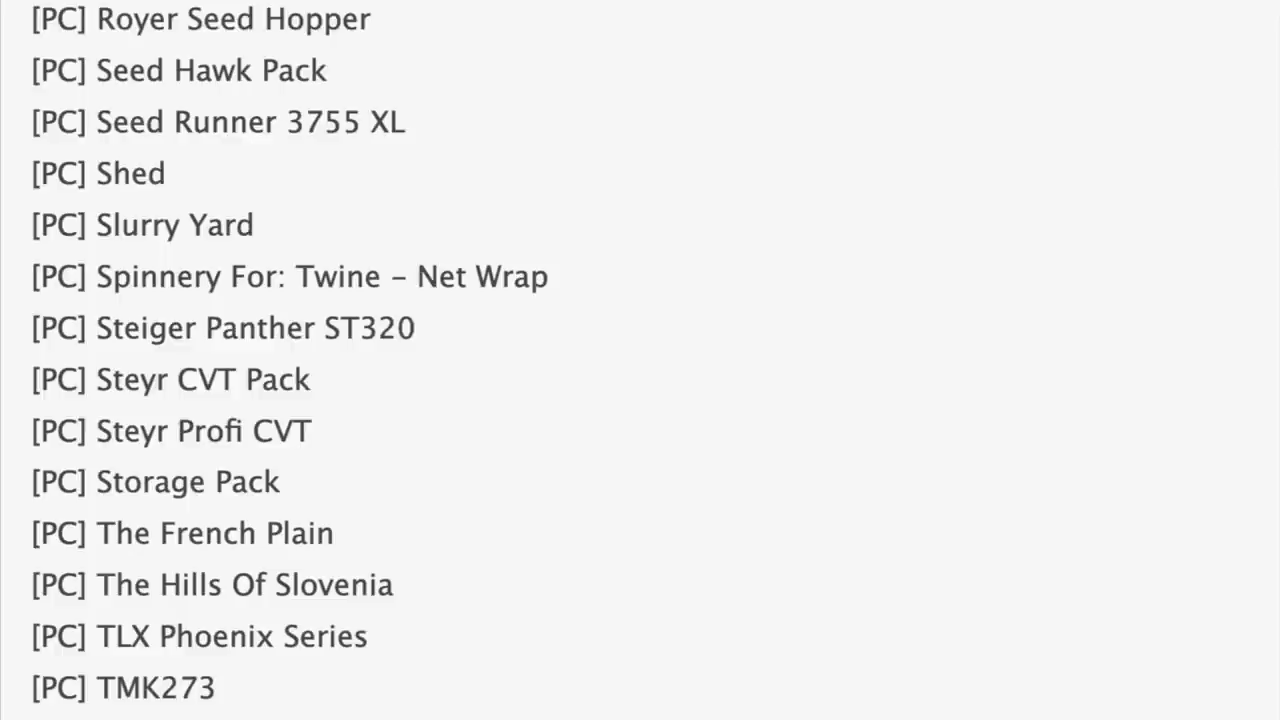 [PC] Royer Seed Hopper
[PC] Seed Hawk Pack
[PC] Seed Runner 3755 XL
[PC] Shed
[PC] Slurry Yard
[PC] Spinnery For: Twine – Net Wrap
[PC] Steiger Panther ST320
[PC] Steyr CVT Pack
[PC] Steyr Profi CVT
[PC] Storage Pack
[PC] The French Plain
[PC] The Hills Of Slovenia
[PC] TLX Phoenix Series
[PC] TMK273